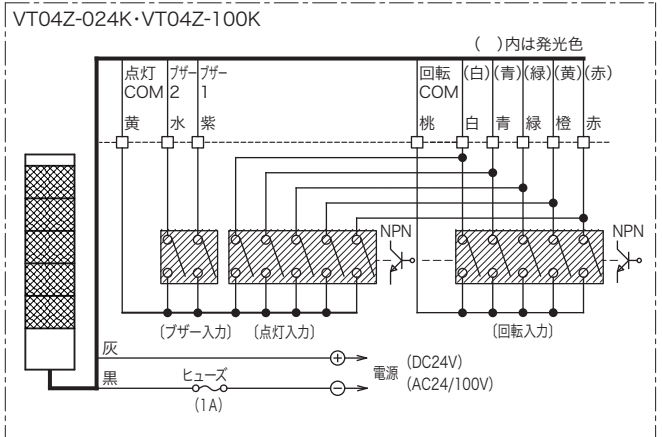 VT04Z-024K・VT04Z-100K
(　)内は発光色
点灯 ブザー ブザー 回転 (白)(青)(緑)(黄)(赤)
COM 2 1 COM
黄 水 紫 桃 白 青 緑 橙 赤
NPN NPN
〔ブザー入力〕 〔点灯入力〕 〔回転入力〕
灰 + (DC24V)
電源
黒 ヒューズ − (AC24/100V)
(1A)